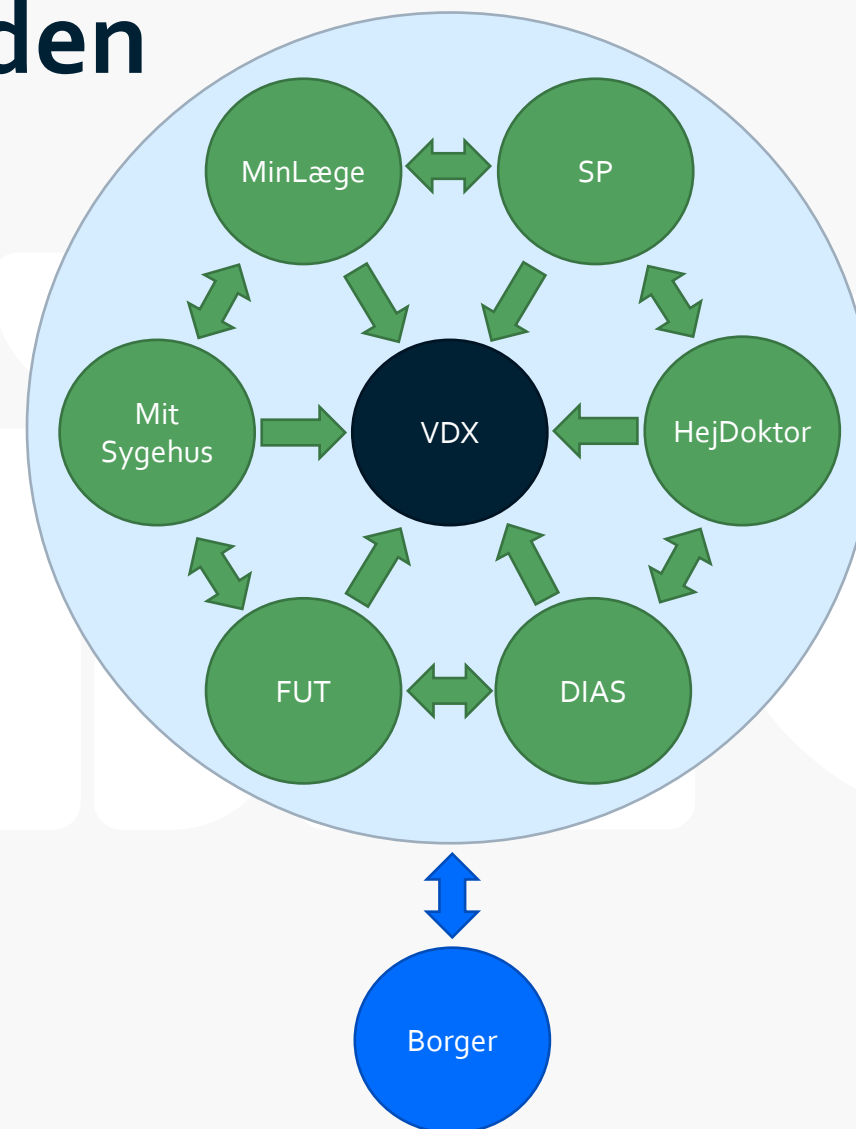 den
MinLæge
SP
Mit
Sygehus
VDX
HejDoktor
FUT
DIAS
Borger